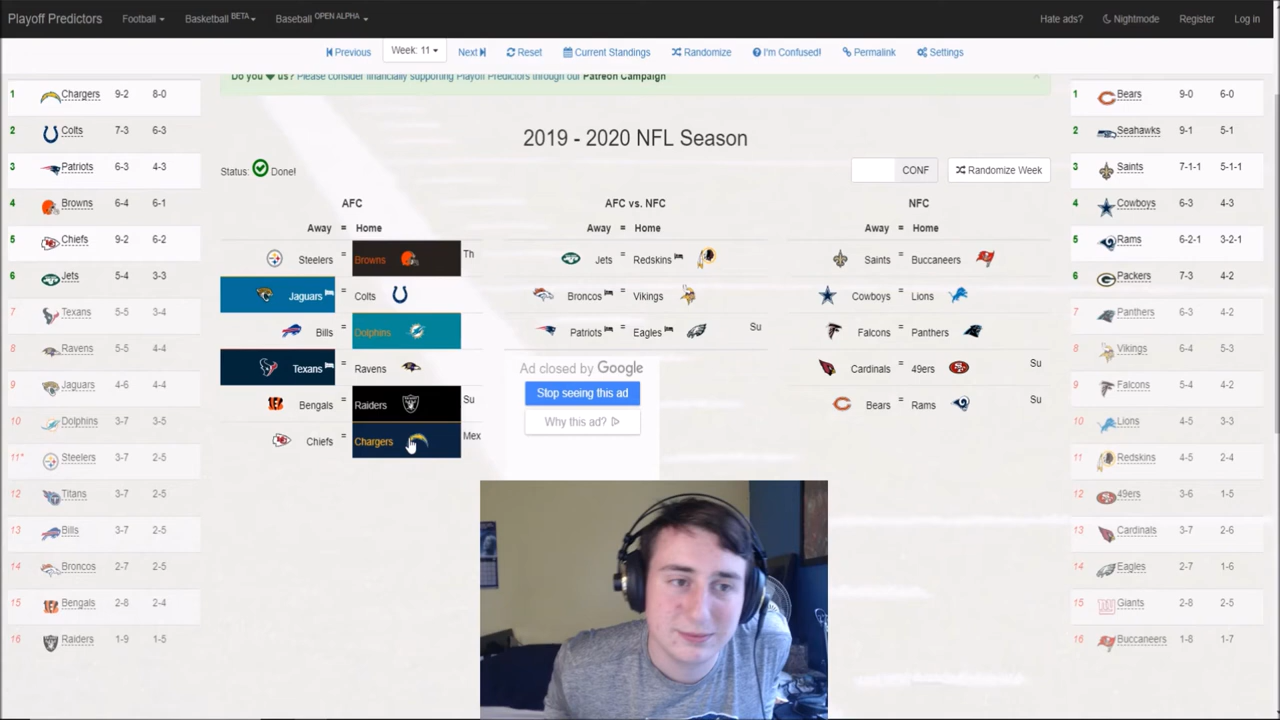 Playoff Predictors Football Basketball BETA Baseball OPEN ALPHA Hate ads? Nightmode Register Log in
Previous Week: 11 Next Reset Current Standings Randomize I'm Confused! Permalink Settings
Do you us? Please consider financially supporting Playoff Predictors through our Patreon Campaign
1 Chargers 9-2 8-0
2 Colts 7-3 6-3
3 Patriots 6-3 4-3
4 Browns 6-4 6-1
5 Chiefs 9-2 6-2
6 Jets 6-4 3-3
7 Texans 5-5 3-4
8 Ravens 5-5 4-4
9 Jaguars 4-6 4-4
10 Dolphins 3-7 3-5
11* Steelers 3-7 2-5
12 Titans 3-7 2-5
13 Bills 3-7 2-5
14 Broncos 2-7 2-5
15 Bengals 2-8 2-4
16 Raiders 1-9 1-5
2019 - 2020 NFL Season
Status: Done!
CONF Randomize Week
AFC
Away = Home
Steelers = Browns Th
Jaguars = Colts
Bills = Dolphins
Texans = Ravens
Bengals = Raiders Su
Chiefs = Chargers Mex
AFC vs. NFC
Away = Home
Jets = Redskins
Broncos = Vikings
Patriots = Eagles Su
Ad closed by Google
Stop seeing this ad
Why this ad?
NFC
Away = Home
Saints = Buccaneers
Cowboys = Lions
Falcons = Panthers
Cardinals = 49ers Su
Bears = Rams Su
1 Bears 9-0 6-0
2 Seahawks 9-1 5-1
3 Saints 7-1-1 5-1-1
4 Cowboys 6-3 4-3
5 Rams 6-2-1 3-2-1
6 Packers 7-3 4-2
7 Panthers 6-3 4-2
8 Vikings 6-4 5-3
9 Falcons 5-4 4-2
10 Lions 4-5 3-3
11 Redskins 4-5 2-4
12 49ers 3-6 1-5
13 Cardinals 3-7 2-6
14 Eagles 2-7 1-6
15 Giants 2-8 2-5
16 Buccaneers 1-8 1-7